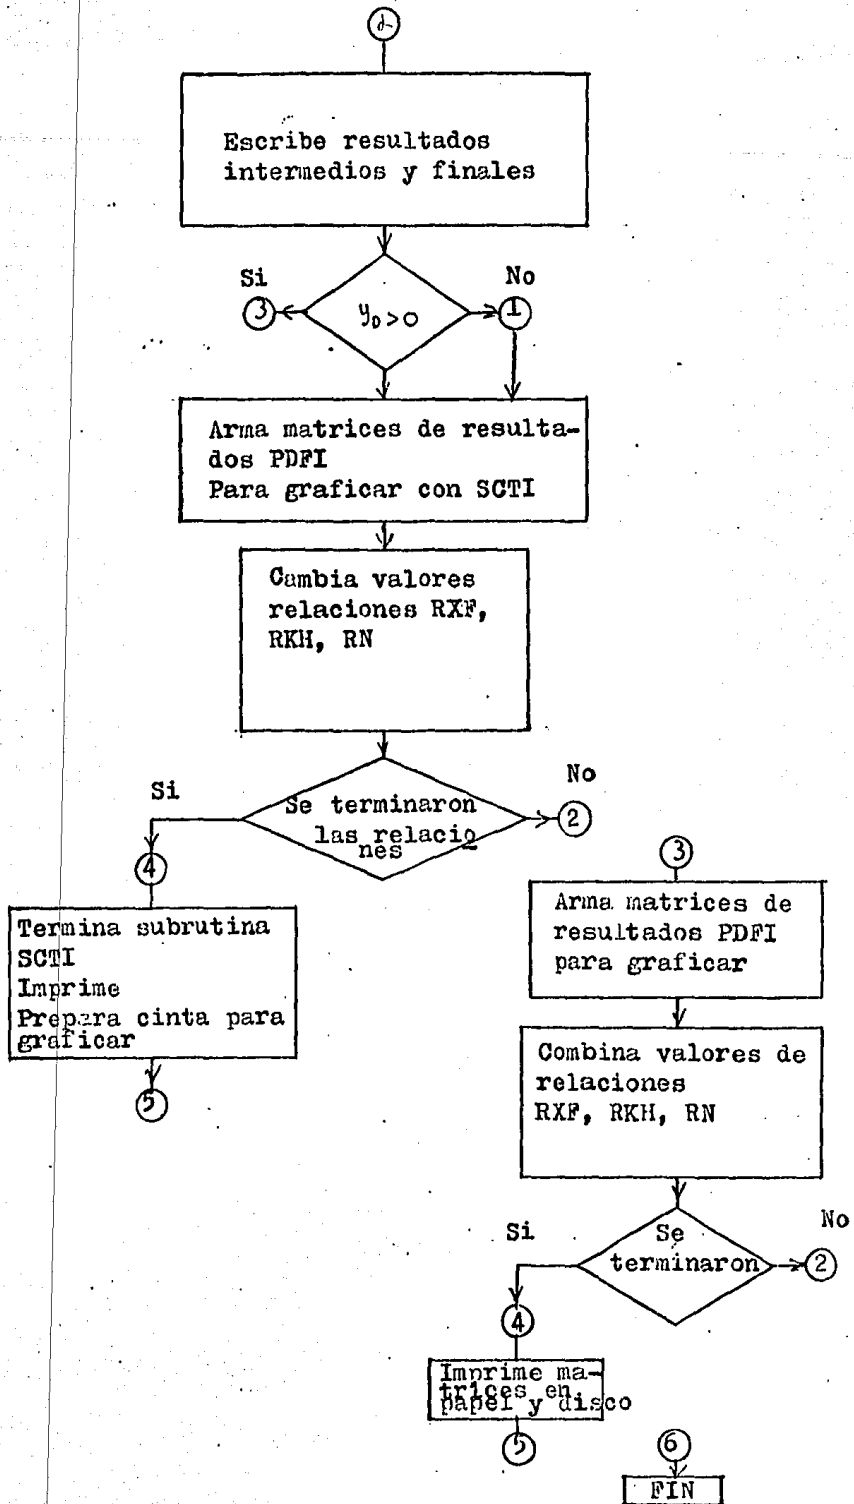 d
Escribe resultados
intermedios y finales
Si
No
3
y₀ > 0
1
Arma matrices de resulta-
dos PDFI
Para graficar con SCTI
Cambia valores
relaciones RXF,
RKH, RN
Si
No
Se terminaron
las relacio
nes
2
4
Termina subrutina
SCTI
Imprime
Prepara cinta para
graficar
5
3
Arma matrices de
resultados PDFI
para graficar
Combina valores de
relaciones
RXF, RKH, RN
Si
No
Se
terminaron
2
4
Imprime ma-
trices en
papel y disco
5
6
FIN